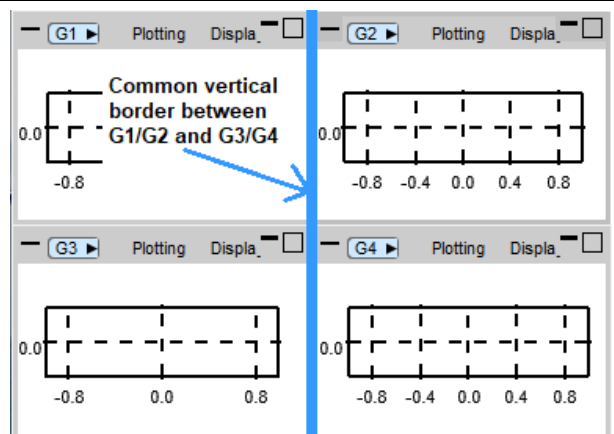 G1 Plotting Displa
G2 Plotting Displa
Common vertical
border between
G1/G2 and G3/G4
0.0
-0.8
0.0
-0.8 -0.4 0.0 0.4 0.8
G3 Plotting Displa
G4 Plotting Displa
0.0
-0.8 0.0 0.8
0.0
-0.8 -0.4 0.0 0.4 0.8